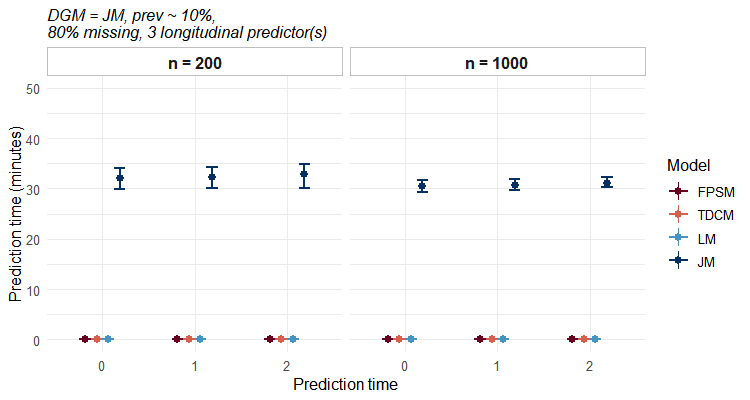 DGM = JM, prev ~ 10%,
80% missing, 3 longitudinal predictor(s)
n = 200
n = 1000
Prediction time (minutes)
50
40
30
20
10
0
0
1
2
0
1
2
Prediction time
Model
FPSM
TDCM
LM
JM